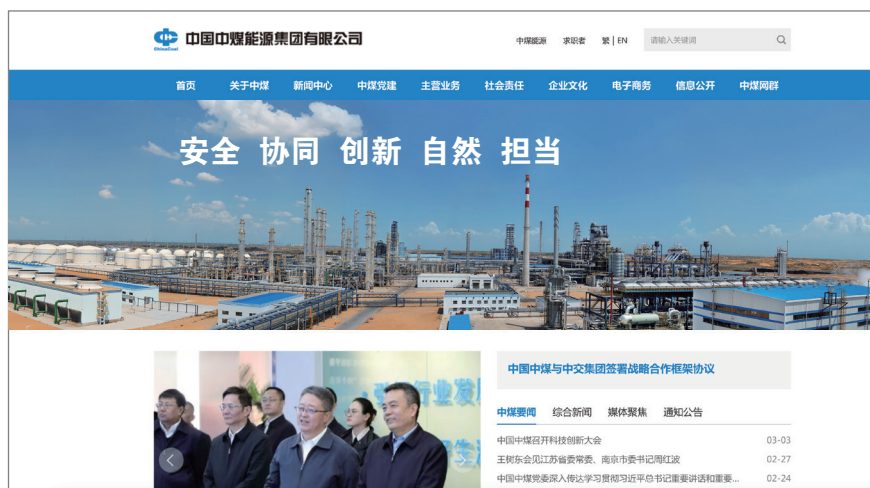 ChinaCoal
中国中煤能源集团有限公司
中煤能源 求职者 繁 | EN 请输入关键词
首页 关于中煤 新闻中心 中煤党建 主营业务 社会责任 企业文化 电子商务 信息公开 中煤网群
安全 协同 创新 自然 担当
行业发展
中国中煤与中交集团签署战略合作框架协议
中煤要闻 综合新闻 媒体聚焦 通知公告
中国中煤召开科技创新大会 03-03
王树东会见江苏省委常委、南京市委书记周红波 02-27
中国中煤党委深入传达学习贯彻习近平总书记重要讲话和重要... 02-24